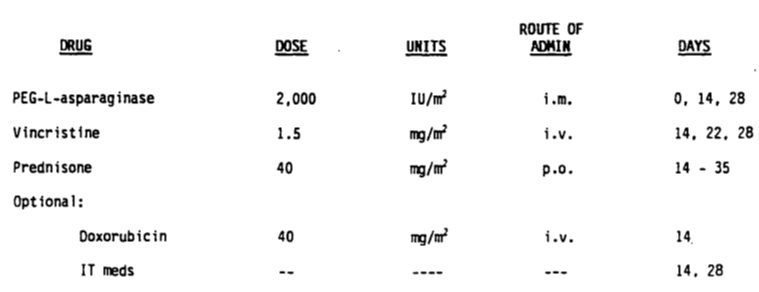 ROUTE OF
DRUG DOSE UNITS ADMIN DAYS
PEG-L-asparaginase 2,000 IU/m² i.m. 0, 14, 28
Vincristine 1.5 mg/m² i.v. 14, 22, 28
Prednisone 40 mg/m² p.o. 14 - 35
Optional:
Doxorubicin 40 mg/m² i.v. 14
IT meds -- ---- --- 14, 28